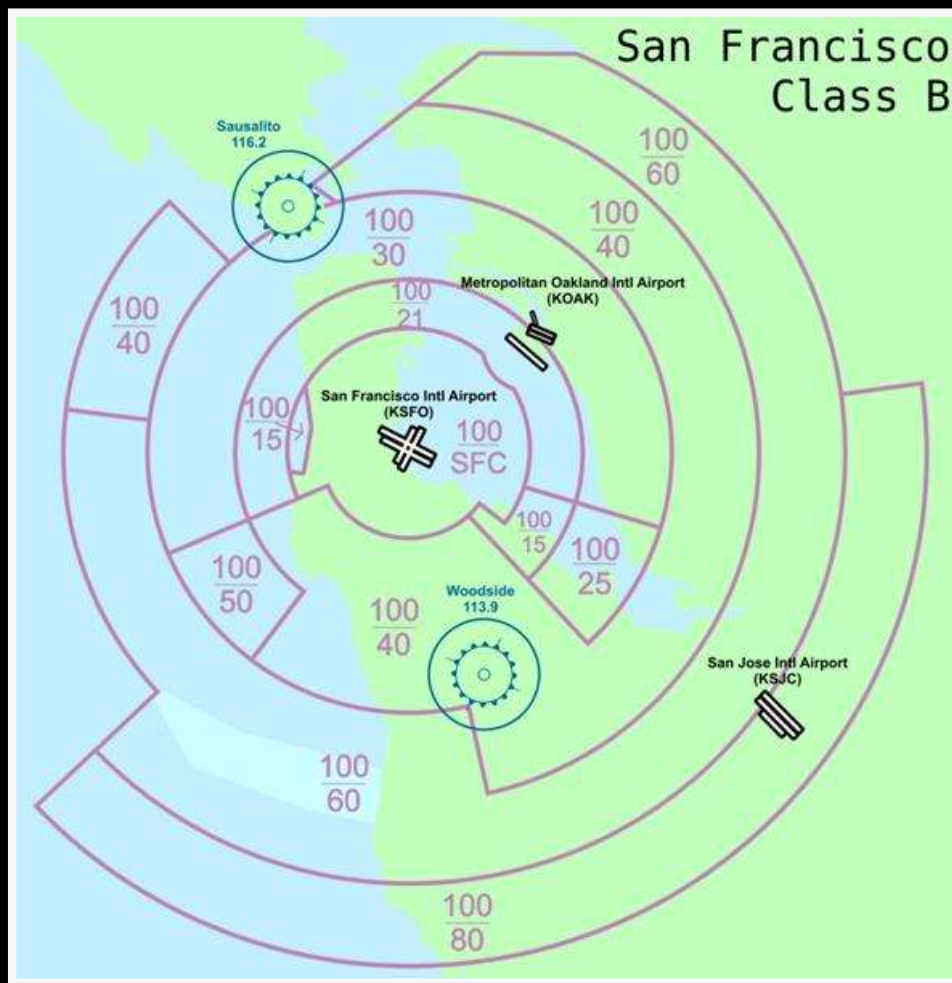 San Francisco
Class B
Sausalito
116.2
100
60
100
40
100
30
Metropolitan Oakland Intl Airport
(KOAK)
100
21
100
40
San Francisco Intl Airport
(KSFO)
100
15
100
SFC
100
15
100
25
100
50
Woodside
113.9
100
40
San Jose Intl Airport
(KSJC)
100
60
100
80